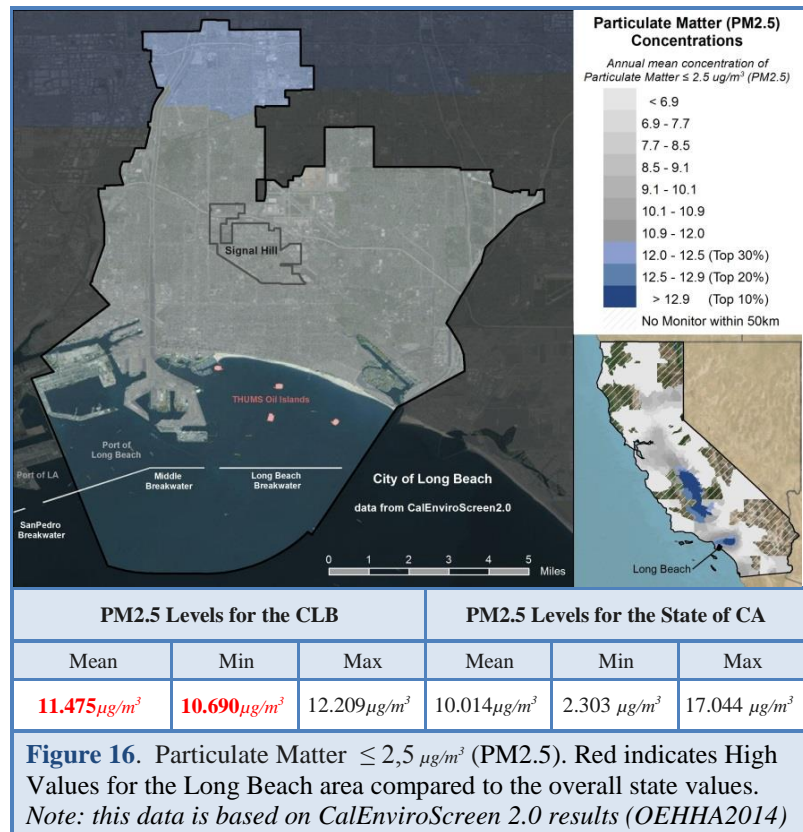 Particulate Matter (PM2.5)
Concentrations
Annual mean concentration of
Particulate Matter ≤ 2.5 ug/m³ (PM2.5)
< 6.9
6.9 - 7.7
7.7 - 8.5
8.5 - 9.1
9.1 - 10.1
10.1 - 10.9
10.9 - 12.0
12.0 - 12.5 (Top 30%)
12.5 - 12.9 (Top 20%)
> 12.9 (Top 10%)
No Monitor within 50km
Signal Hill
THUMS Oil Islands
Port of
Long Beach
Port of LA
Middle
Breakwater
Long Beach
Breakwater
SanPedro
Breakwater
City of Long Beach
data from CalEnviroScreen2.0
0 1 2 3 4 5
Miles
Long Beach
PM2.5 Levels for the CLB PM2.5 Levels for the State of CA
Mean Min Max Mean Min Max
11.475µg/m³ 10.690µg/m³ 12.209µg/m³ 10.014µg/m³ 2.303 µg/m³ 17.044 µg/m³
Figure 16. Particulate Matter ≤ 2,5 µg/m³ (PM2.5). Red indicates High
Values for the Long Beach area compared to the overall state values.
Note: this data is based on CalEnviroScreen 2.0 results (OEHHA2014)